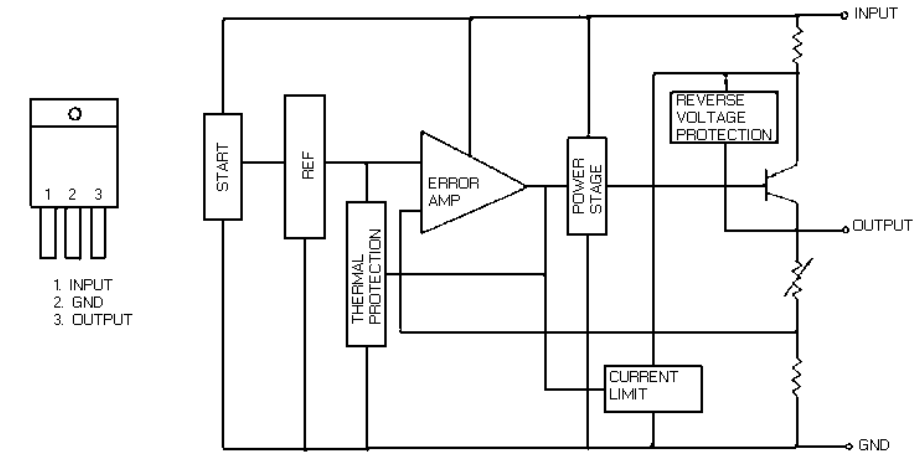 1 2 3
1. INPUT
2. GND
3. OUTPUT
START
REF
THERMAL
PROTECTION
ERROR
AMP
POWER
STAGE
REVERSE
VOLTAGE
PROTECTION
CURRENT
LIMIT
INPUT
OUTPUT
GND